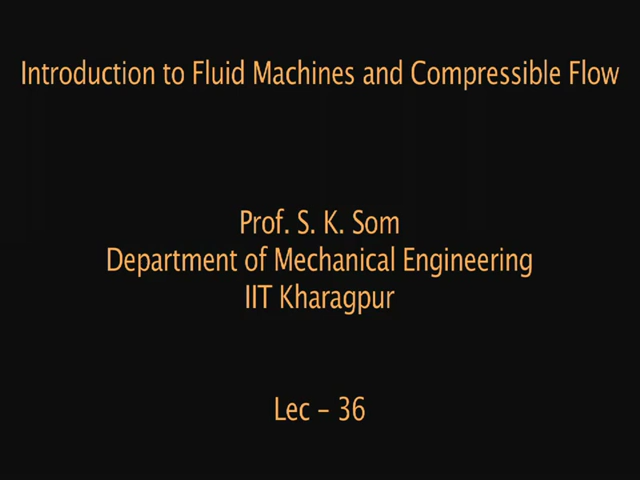 Introduction to Fluid Machines and Compressible Flow
Prof. S. K. Som
Department of Mechanical Engineering
IIT Kharagpur
Lec – 36